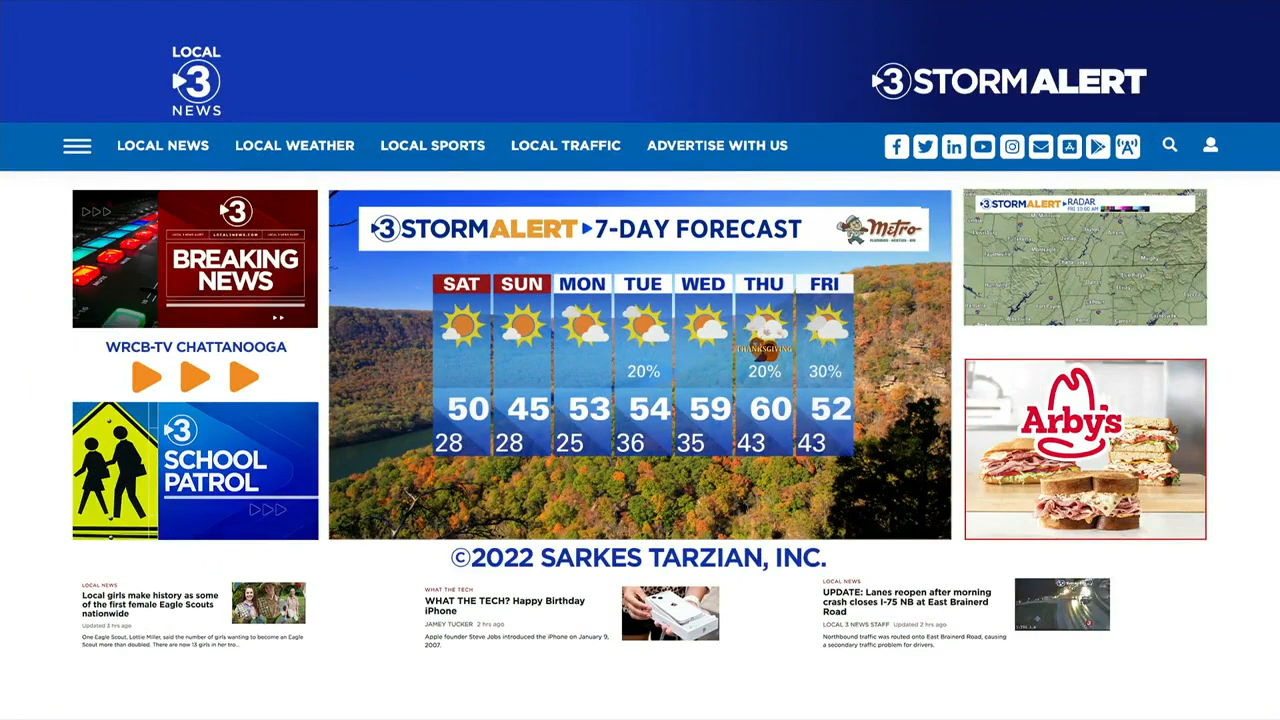 LOCAL
3
NEWS
3 STORM ALERT
LOCAL NEWS
LOCAL WEATHER
LOCAL SPORTS
LOCAL TRAFFIC
ADVERTISE WITH US
3
BREAKING
NEWS
WRCB-TV CHATTANOOGA
3
SCHOOL
PATROL
3 STORMALERT 7-DAY FORECAST
Metro
SAT SUN MON TUE WED THU FRI
THANKSGIVING
20% 20% 30%
50 45 53 54 59 60 52
28 28 25 36 35 43 43
3 STORMALERT RADAR
FRI 10:00 AM
Arby's
©2022 SARKES TARZIAN, INC.
LOCAL NEWS
Local girls make history as some
of the first female Eagle Scouts
nationwide
Updated 3 hrs ago
One Eagle Scout, Lottie Miller, said the number of girls wanting to become an Eagle
Scout more than doubled. There are now 13 girls in her tro...
WHAT THE TECH
WHAT THE TECH? Happy Birthday
iPhone
JAMEY TUCKER 2 hrs ago
Apple founder Steve Jobs introduced the iPhone on January 9,
2007.
LOCAL NEWS
UPDATE: Lanes reopen after morning
crash closes I-75 NB at East Brainerd
Road
LOCAL 3 NEWS STAFF Updated 2 hrs ago
Northbound traffic was routed onto East Brainerd Road, causing
a secondary traffic problem for drivers.